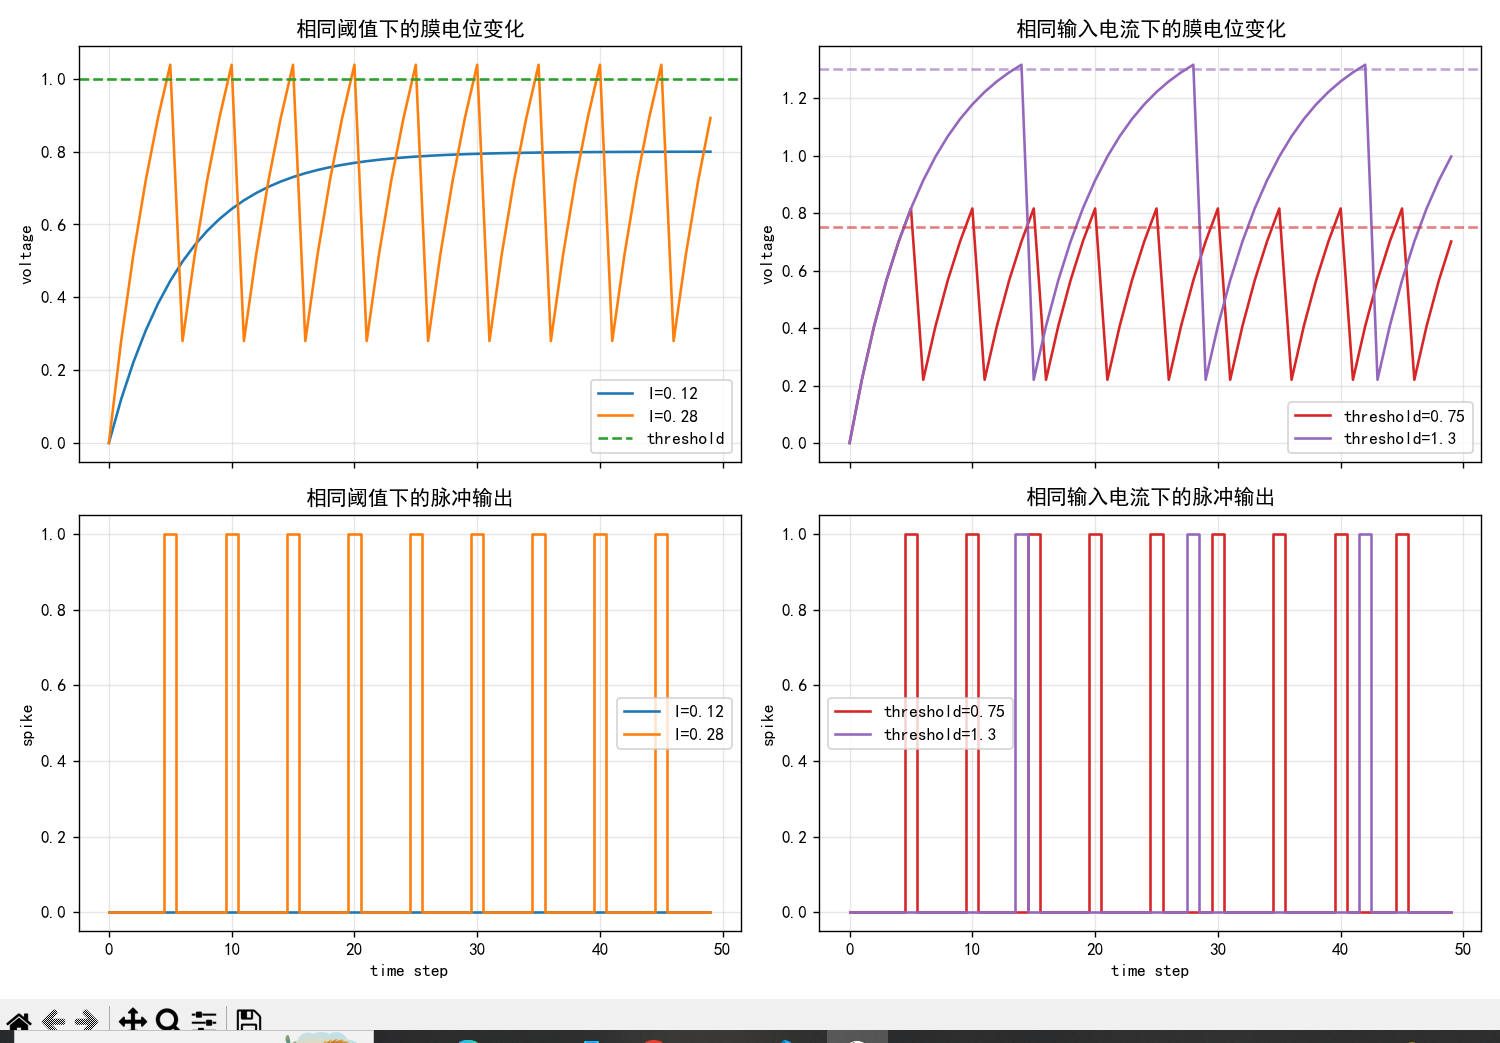 相同阈值下的膜电位变化
1.0
0.8
0.6
0.4
0.2
0.0
voltage
I=0.12
I=0.28
threshold
相同输入电流下的膜电位变化
1.2
1.0
0.8
0.6
0.4
0.2
0.0
voltage
threshold=0.75
threshold=1.3
相同阈值下的脉冲输出
1.0
0.8
0.6
0.4
0.2
0.0
spike
I=0.12
I=0.28
0 10 20 30 40 50
time step
相同输入电流下的脉冲输出
1.0
0.8
0.6
0.4
0.2
0.0
spike
threshold=0.75
threshold=1.3
0 10 20 30 40 50
time step